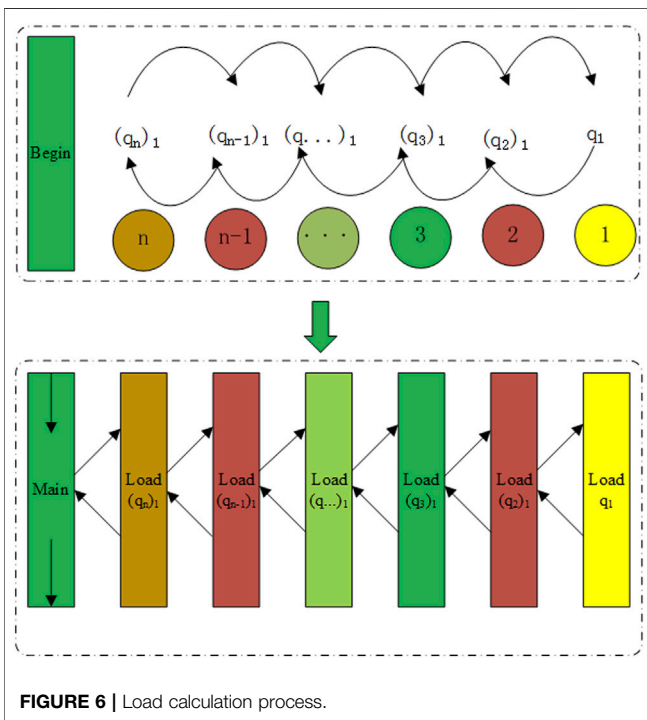 Begin
(qn)1 (qn-1)1 (q...)1 (q3)1 (q2)1 q1
n n-1 ... 3 2 1
Main
Load
(qn)1
Load
(qn-1)1
Load
(q...)1
Load
(q3)1
Load
(q2)1
Load
q1
FIGURE 6 | Load calculation process.